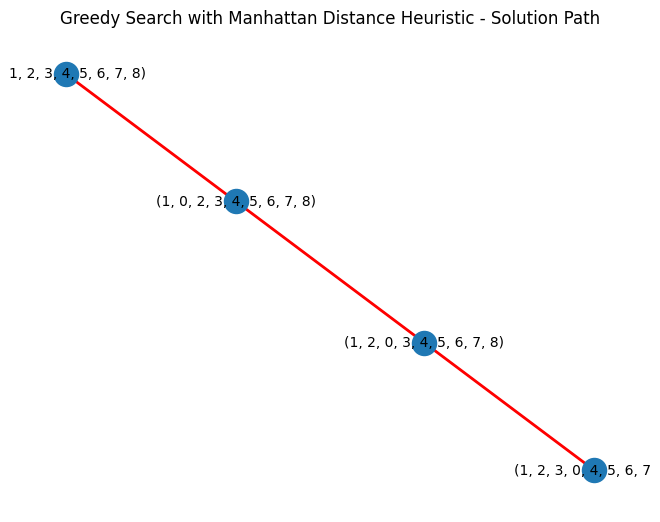 Greedy Search with Manhattan Distance Heuristic - Solution Path
1, 2, 3, 4, 5, 6, 7, 8)
(1, 0, 2, 3, 4, 5, 6, 7, 8)
(1, 2, 0, 3, 4, 5, 6, 7, 8)
(1, 2, 3, 0, 4, 5, 6, 7